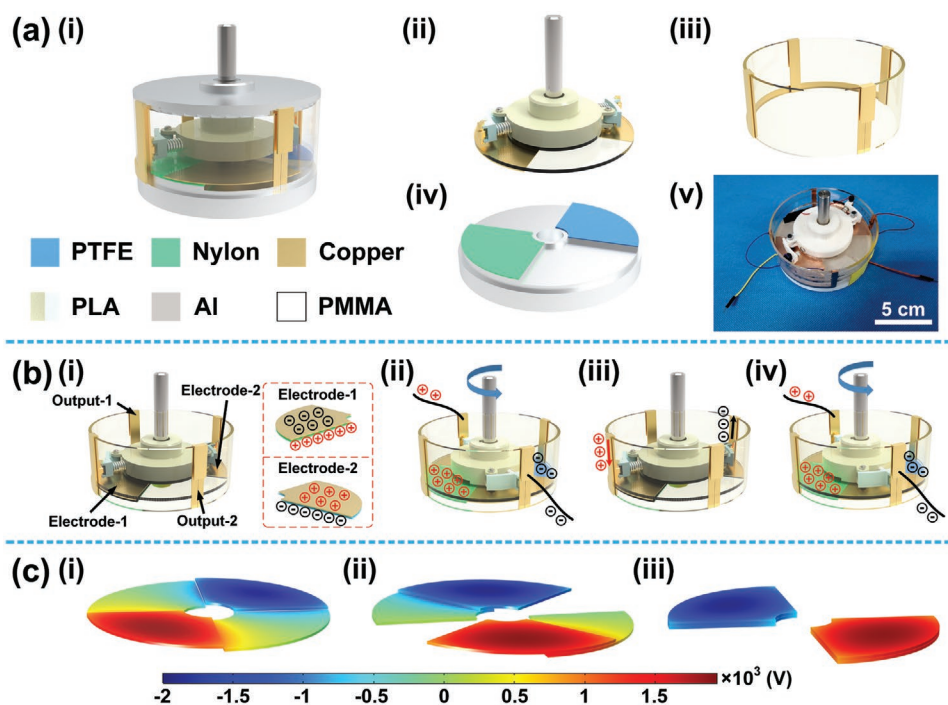 (a) (i) (ii) (iii)
(iv) (v)
PTFE Nylon Copper
PLA Al PMMA
5 cm
(b) (i) (ii) (iii) (iv)
Output-1 Electrode-2
Electrode-1
Electrode-2
Electrode-1 Output-2
(c) (i) (ii) (iii)
×10³ (V)
-2 -1.5 -1 -0.5 0 0.5 1 1.5